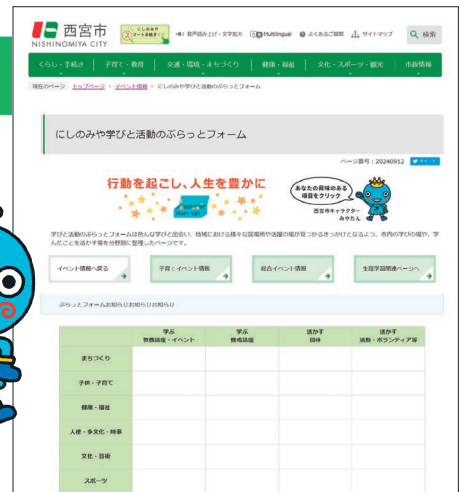 西宮市
NISHINOMIYA CITY
にしのみや
スマート手続き
音声読み上げ・文字拡大
Multilingual
よくあるご質問
サイトマップ
検索
くらし・手続き
子育て・教育
交通・環境・まちづくり
健康・福祉
文化・スポーツ・観光
市政情報
現在のページ トップページ › イベント情報 › にしのみや学びと活動のぷらっとフォーム
にしのみや学びと活動のぷらっとフォーム
ページ番号：20240912
行動を起こし、人生を豊かに
あなたの興味のある
項目をクリック
西宮市キャラクター
みやたん
学びと活動のぷらっとフォームは色んな学びと出会い、地域における様々な居場所や活躍の場が見つかるきっかけとなるよう、市内の学びの場や、学
んだことを活かす場を分野別に整理したページです。
イベント情報へ戻る
子育てイベント情報
総合イベント情報
生涯学習関連ページへ
ぷらっとフォームお知らせお知らせお知らせ
学ぶ
教養講座・イベント
学ぶ
養成講座
活かす
団体
活かす
活動・ボランティア等
まちづくり
子供・子育て
健康・福祉
人権・多文化・時事
文化・芸術
スポーツ